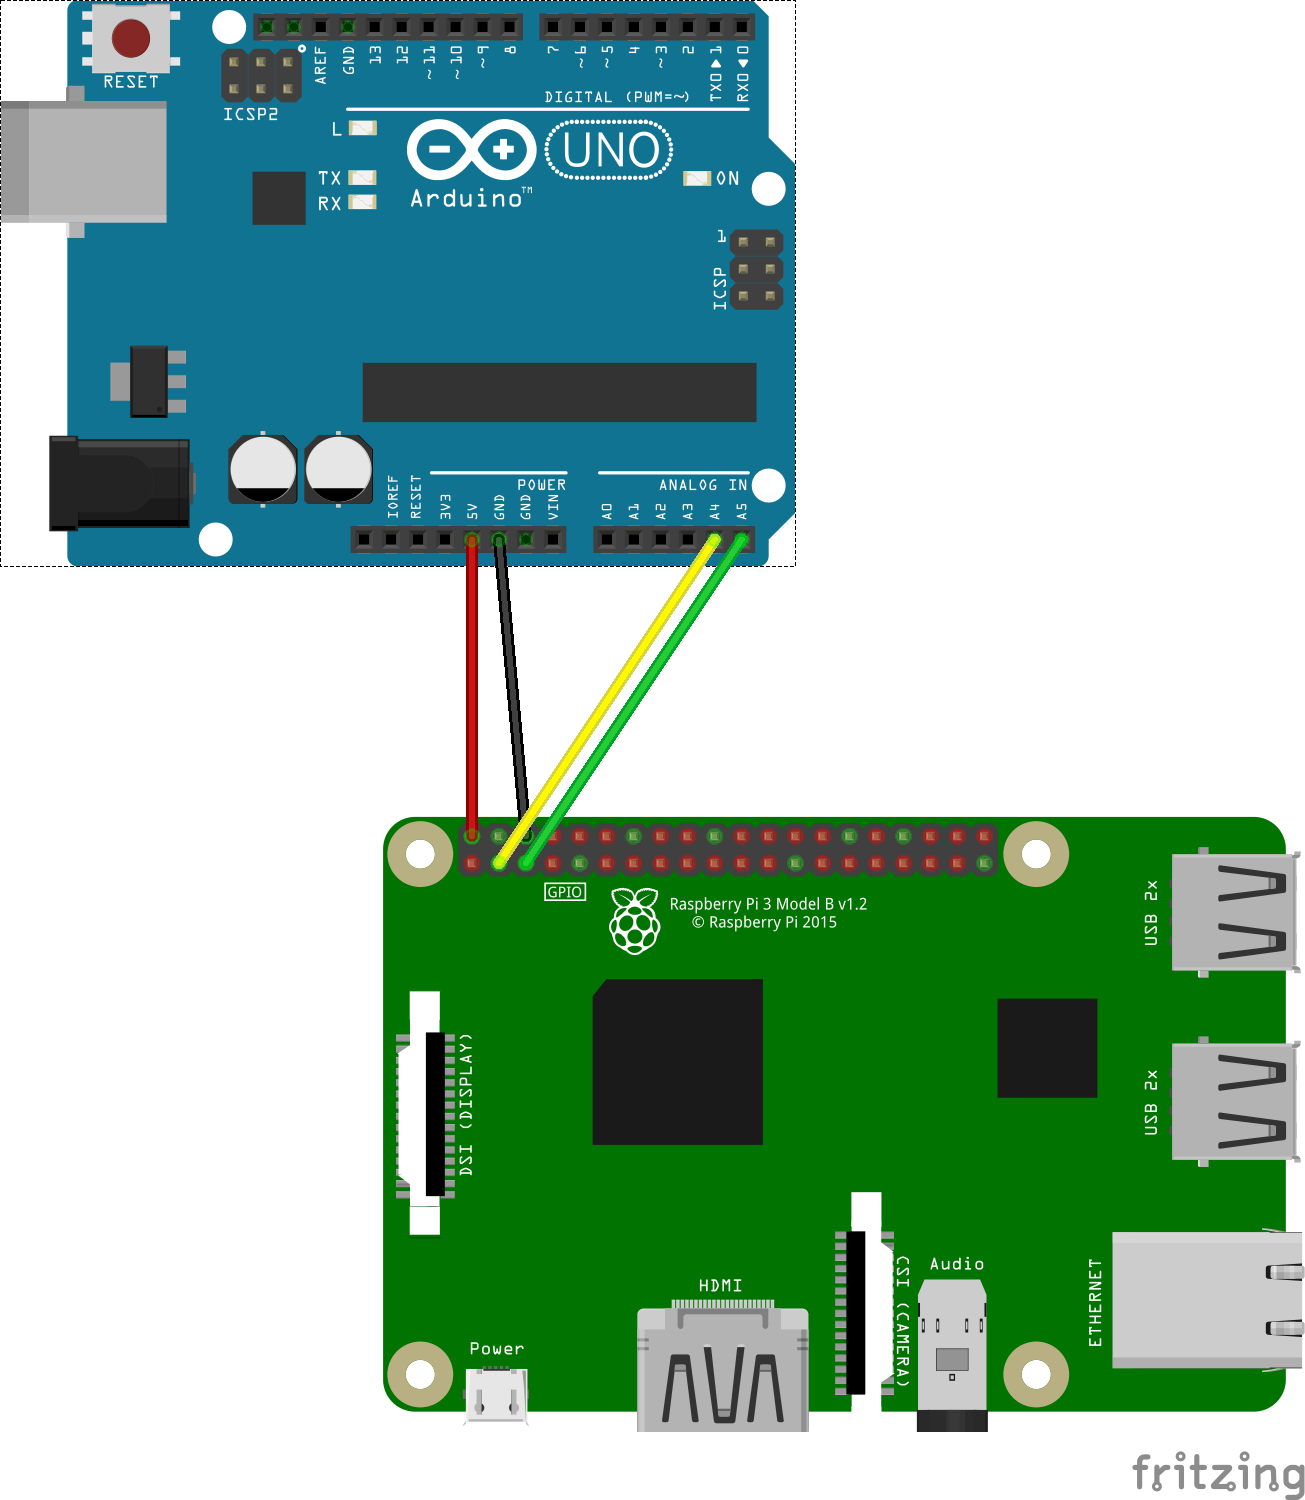 RESET
ICSP2
AREF
GND
13
12
~11
~10
~9
8
7
~6
~5
4
~3
2
TX0▶1
RX0◀0
DIGITAL (PWM=~)
L
TX
RX
Arduino™
UNO
ON
1
ICSP
IOREF
RESET
3V3
5V
GND
GND
VIN
POWER
ANALOG IN
A0
A1
A2
A3
A4
A5
GPIO
Raspberry Pi 3 Model B v1.2
© Raspberry Pi 2015
USB 2x
DSI (DISPLAY)
USB 2x
HDMI
CSI (CAMERA)
Audio
ETHERNET
Power
fritzing